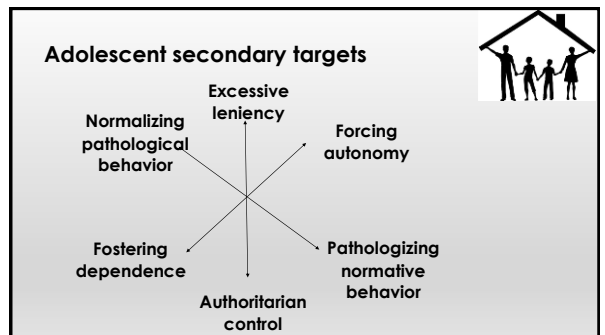 Adolescent secondary targets
Excessive
leniency
Normalizing
pathological
behavior
Forcing
autonomy
Fostering
dependence
Pathologizing
normative
behavior
Authoritarian
control